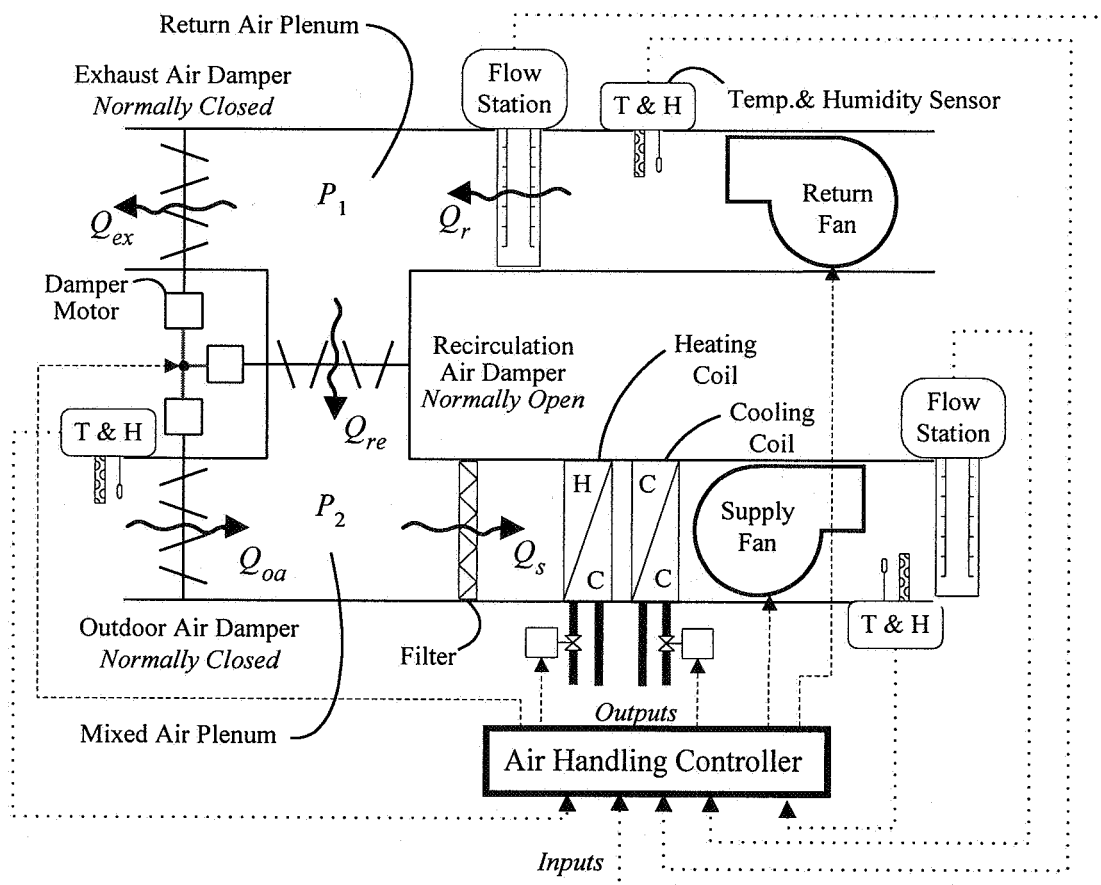 Return Air Plenum
Exhaust Air Damper
Normally Closed
Flow
Station
T & H
Temp.& Humidity Sensor
P1
Qex
Qr
Return
Fan
Damper
Motor
Recirculation
Air Damper
Normally Open
Heating
Coil
Cooling
Coil
Flow
Station
T & H
Qre
H
C
C
C
Supply
Fan
P2
Qoa
Qs
Outdoor Air Damper
Normally Closed
Filter
T & H
Outputs
Mixed Air Plenum
Air Handling Controller
Inputs